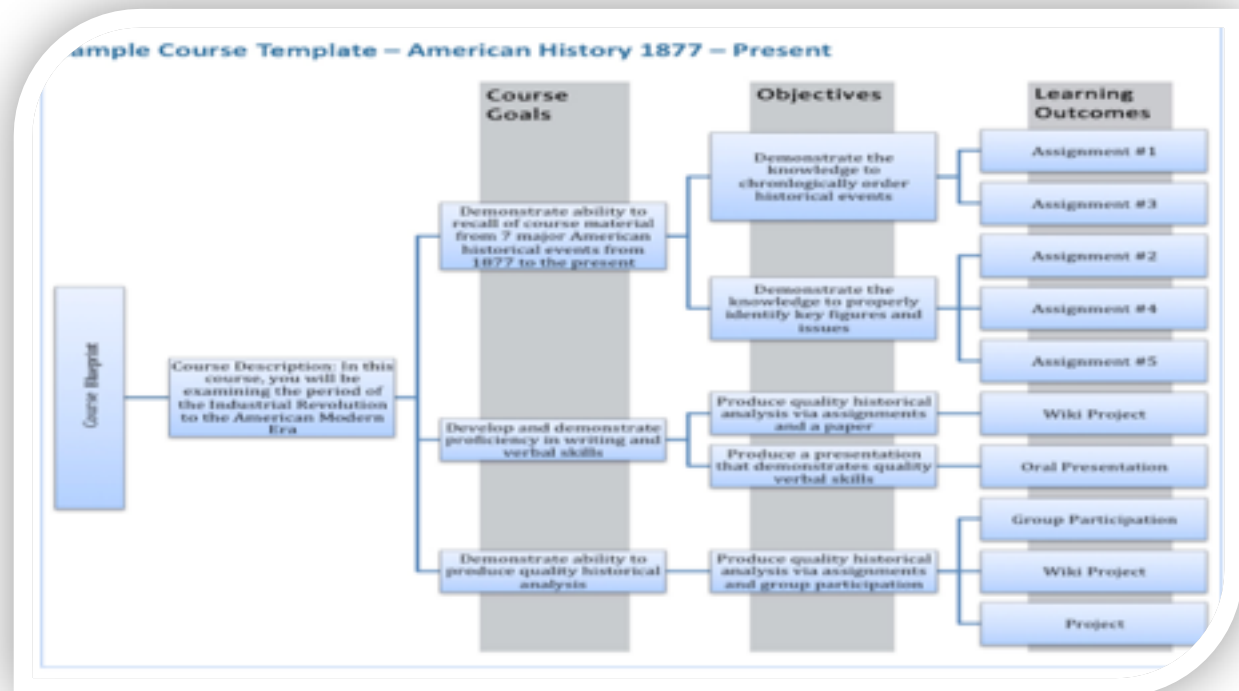 ample Course Template – American History 1877 – Present
Course
Goals
Objectives
Learning
Outcomes
Course Blueprint
Course Description: In this
course, you will be
examining the period of
the Industrial Revolution
to the American Modern
Era
Demonstrate ability to
recall of course material
from 7 major American
historical events from
1877 to the present
Demonstrate the
knowledge to
chronlogically order
historical events
Assignment #1
Assignment #3
Demonstrate the
knowledge to properly
identify key figures and
issues
Assignment #2
Assignment #4
Assignment #5
Develop and demonstrate
proficiency in writing and
verbal skills
Produce quality historical
analysis via assignments
and a paper
Wiki Project
Produce a presentation
that demonstrates quality
verbal skills
Oral Presentation
Demonstrate ability to
produce quality historical
analysis
Produce quality historical
analysis via assignments
and group participation
Group Participation
Wiki Project
Project